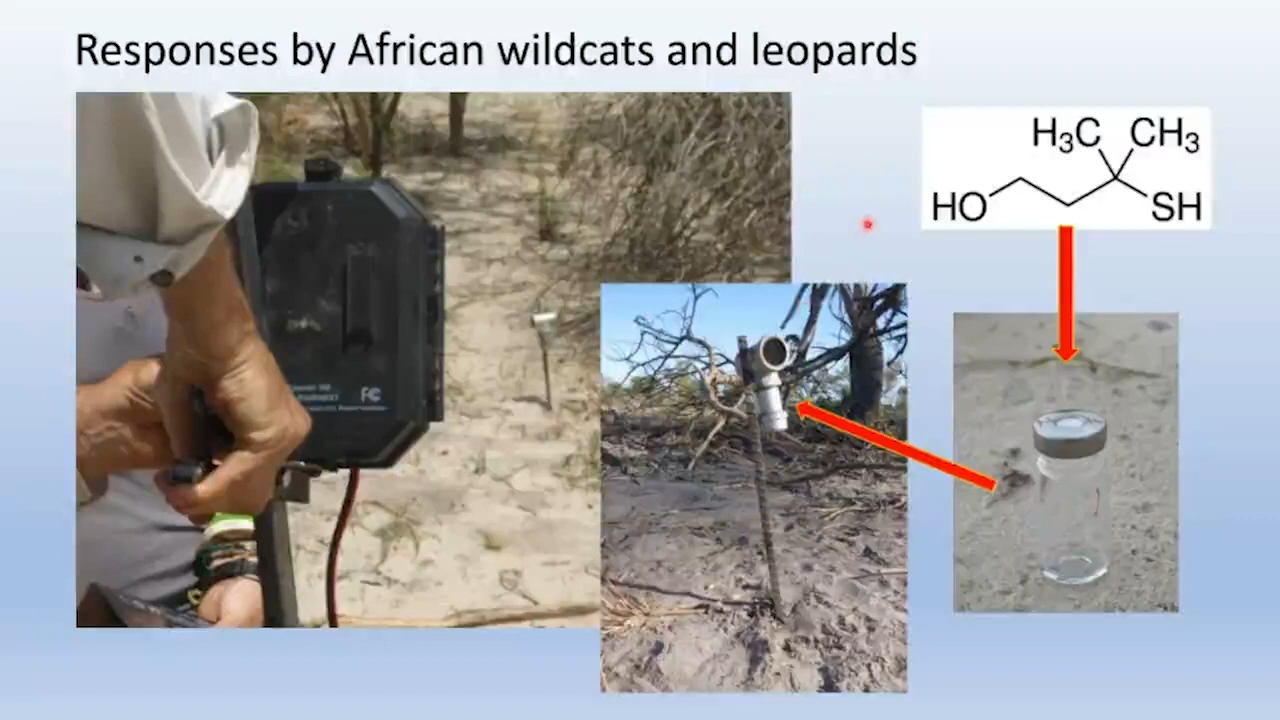 Responses by African wildcats and leopards
H₃C CH₃
HO
SH
FC